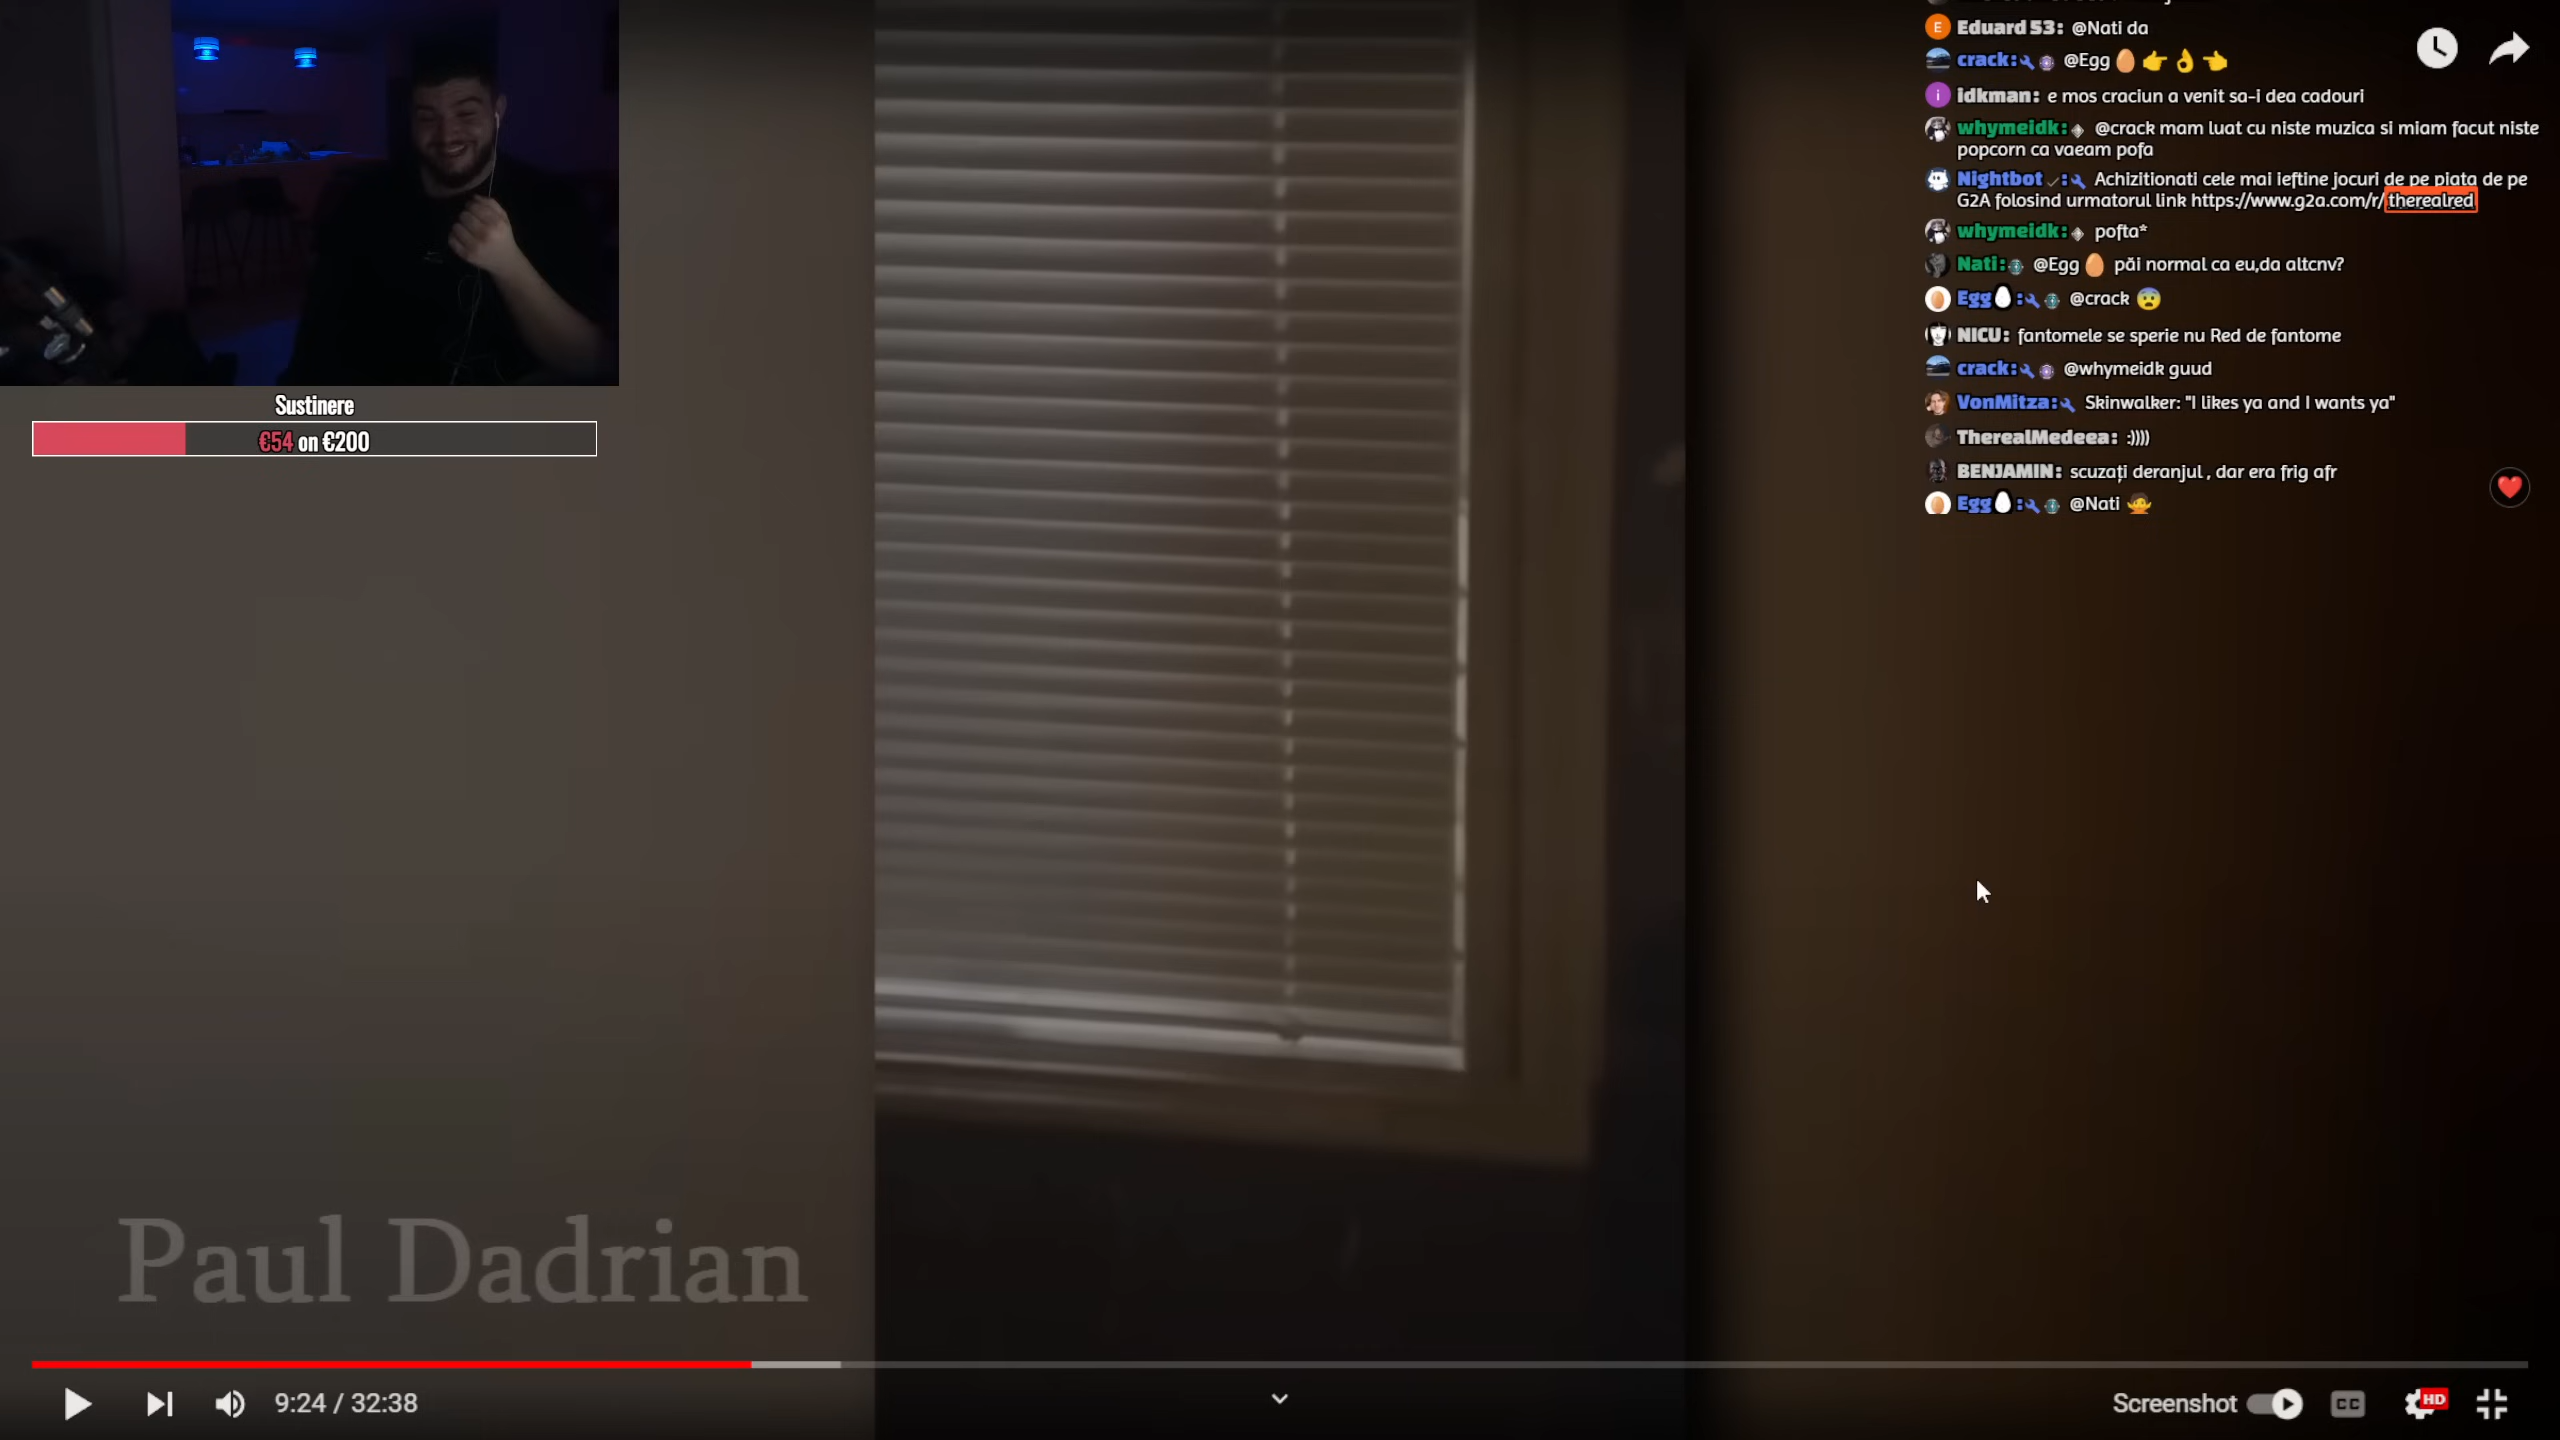 Eduard 53: @Nati da
crack: @Egg 🥚 👉 👌 👈
i idkman: e mos craciun a venit sa-i dea cadouri
whymeidk: @crack mam luat cu niste muzica si miam facut niste
popcorn ca vaeam pofa
Nightbot ✓: Achizitionati cele mai ieftine jocuri de pe piata de pe
G2A folosind urmatorul link https://www.g2a.com/r/therealred
whymeidk: pofta*
Nati: @Egg 🥚 păi normal ca eu,da altcnv?
Egg: @crack 😨
NICU: fantomele se sperie nu Red de fantome
crack: @whymeidk guud
VonMitza: Skinwalker: "I likes ya and I wants ya"
TherealMedeea: :))))
BENJAMIN: scuzați deranjul , dar era frig afr
Egg: @Nati 🙅
Sustinere
€54 on €200
Paul Dadrian
9:24 / 32:38
Screenshot
CC
HD